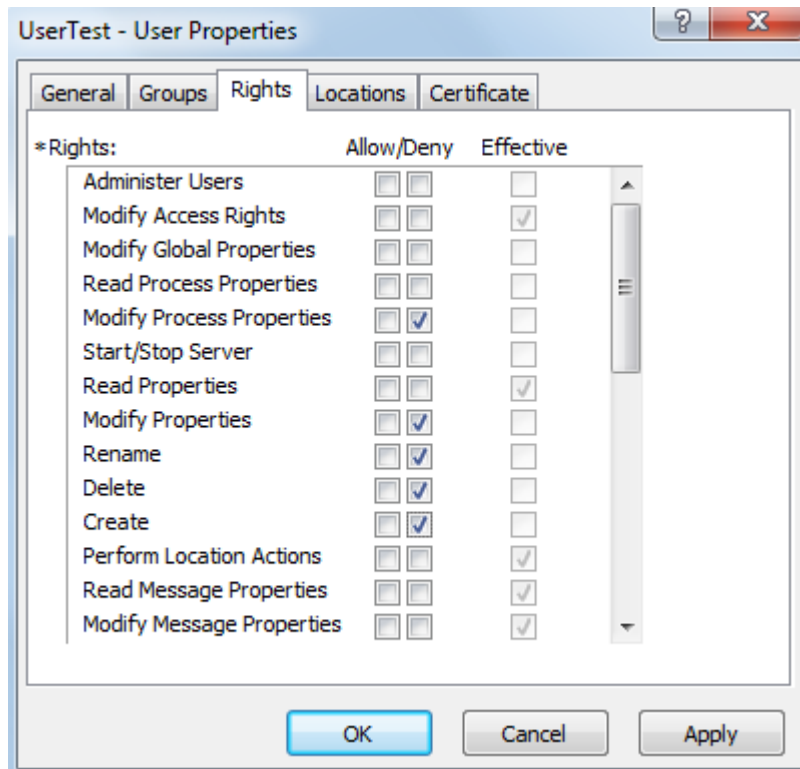 UserTest - User Properties
General Groups Rights Locations Certificate
*Rights: Allow/Deny Effective
Administer Users
Modify Access Rights
Modify Global Properties
Read Process Properties
Modify Process Properties
Start/Stop Server
Read Properties
Modify Properties
Rename
Delete
Create
Perform Location Actions
Read Message Properties
Modify Message Properties
OK Cancel Apply